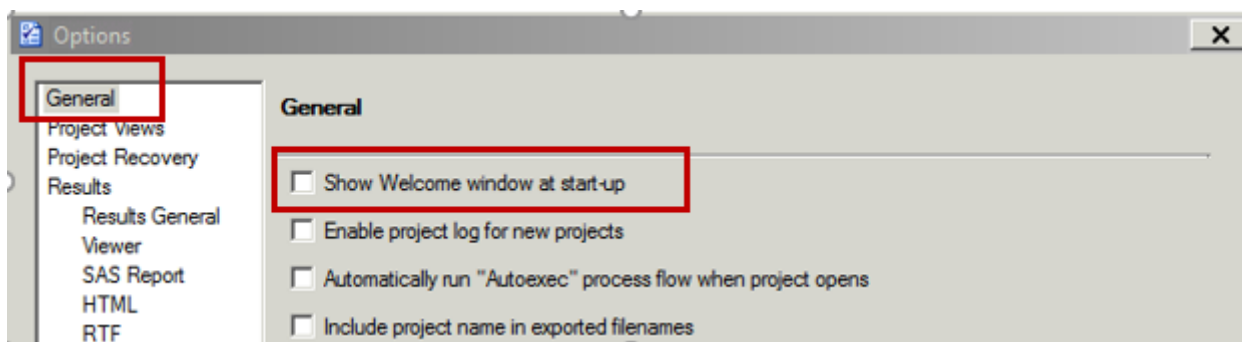 Options
General
Project Views
Project Recovery
Results
Results General
Viewer
SAS Report
HTML
RTF
General
Show Welcome window at start-up
Enable project log for new projects
Automatically run "Autoexec" process flow when project opens
Include project name in exported filenames